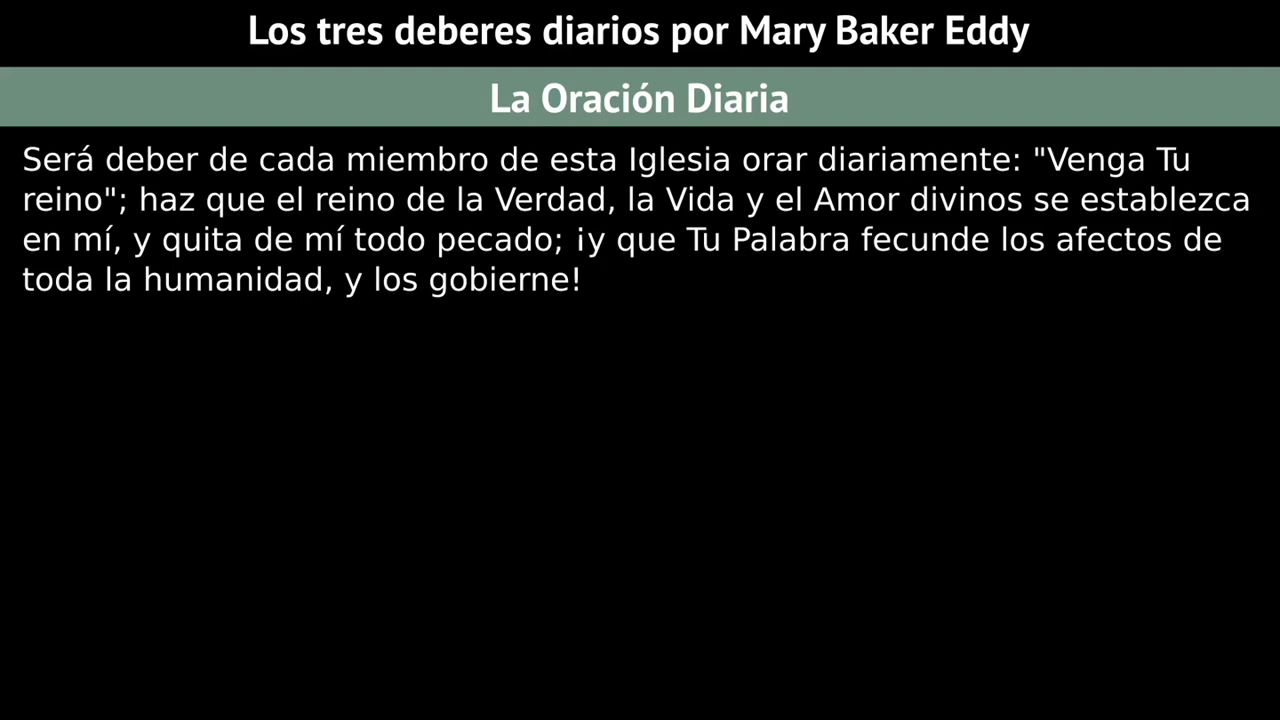 Los tres deberes diarios por Mary Baker Eddy
La Oración Diaria
Será deber de cada miembro de esta Iglesia orar diariamente: "Venga Tu
reino"; haz que el reino de la Verdad, la Vida y el Amor divinos se establezca
en mí, y quita de mí todo pecado; ¡y que Tu Palabra fecunde los afectos de
toda la humanidad, y los gobierne!